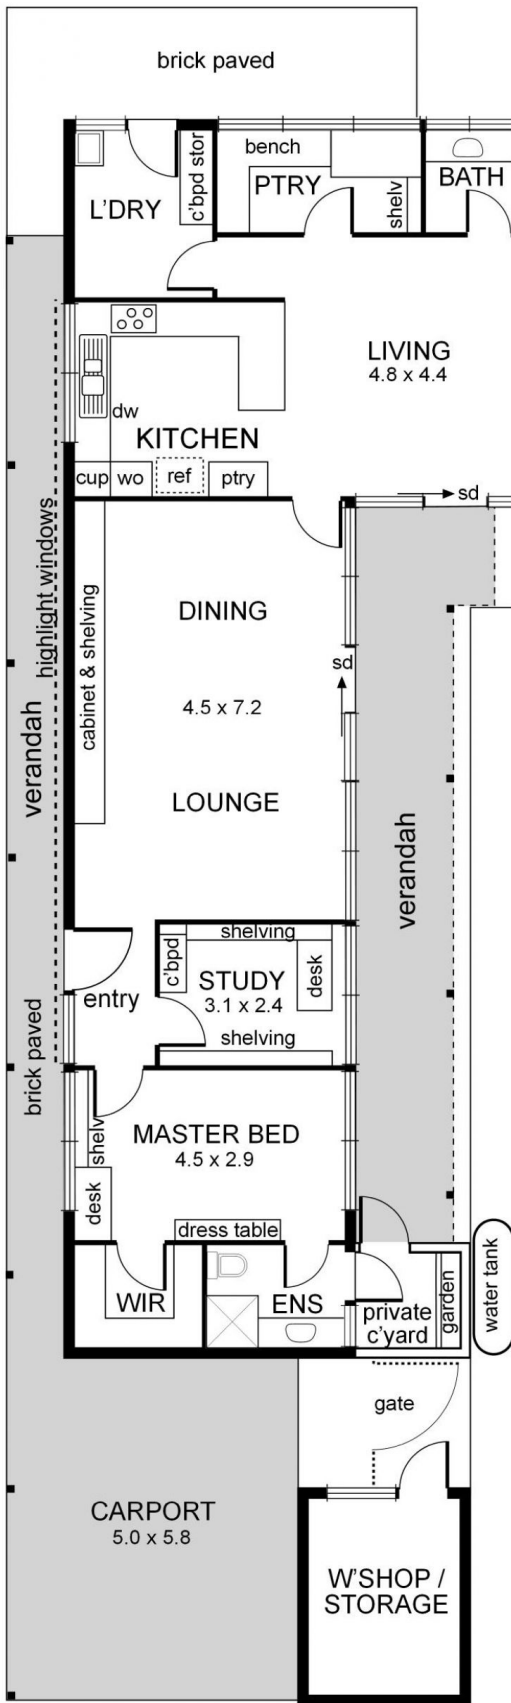 brick paved
bench
c'bpd stor
PTRY
shelv
BATH
L'DRY
LIVING
4.8 x 4.4
dw
KITCHEN
cup
wo
ref
ptry
sd
highlight windows
cabinet & shelving
DINING
sd
4.5 x 7.2
verandah
LOUNGE
verandah
shelving
c'bpd
STUDY
3.1 x 2.4
desk
entry
shelving
brick paved
shelv
MASTER BED
4.5 x 2.9
desk
dress table
WIR
ENS
private
c'yard
garden
water tank
gate
CARPORT
5.0 x 5.8
W'SHOP /
STORAGE